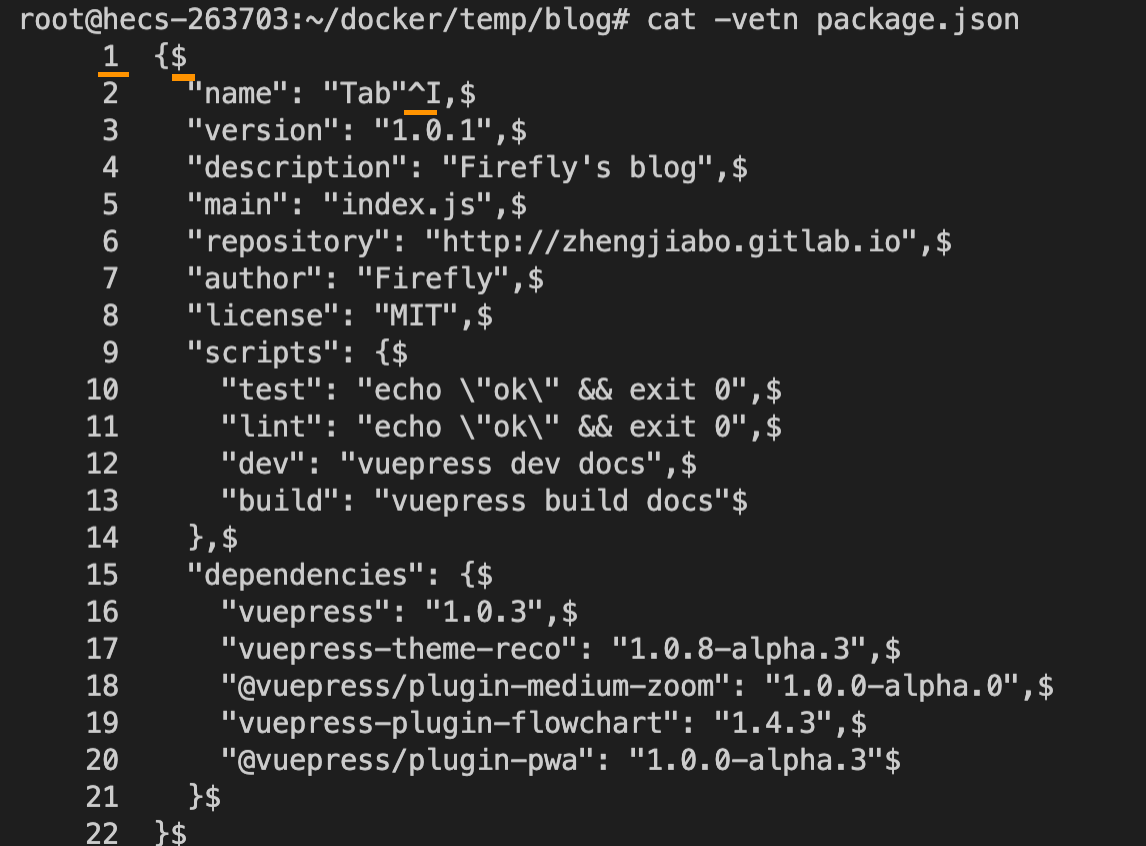 root@hecs-263703:~/docker/temp/blog# cat -vetn package.json
     1	{$
     2	  "name": "Tab"^I,$
     3	  "version": "1.0.1",$
     4	  "description": "Firefly's blog",$
     5	  "main": "index.js",$
     6	  "repository": "http://zhengjiabo.gitlab.io",$
     7	  "author": "Firefly",$
     8	  "license": "MIT",$
     9	  "scripts": {$
    10	    "test": "echo \"ok\" && exit 0",$
    11	    "lint": "echo \"ok\" && exit 0",$
    12	    "dev": "vuepress dev docs",$
    13	    "build": "vuepress build docs"$
    14	  },$
    15	  "dependencies": {$
    16	    "vuepress": "1.0.3",$
    17	    "vuepress-theme-reco": "1.0.8-alpha.3",$
    18	    "@vuepress/plugin-medium-zoom": "1.0.0-alpha.0",$
    19	    "vuepress-plugin-flowchart": "1.4.3",$
    20	    "@vuepress/plugin-pwa": "1.0.0-alpha.3"$
    21	  }$
    22	}$